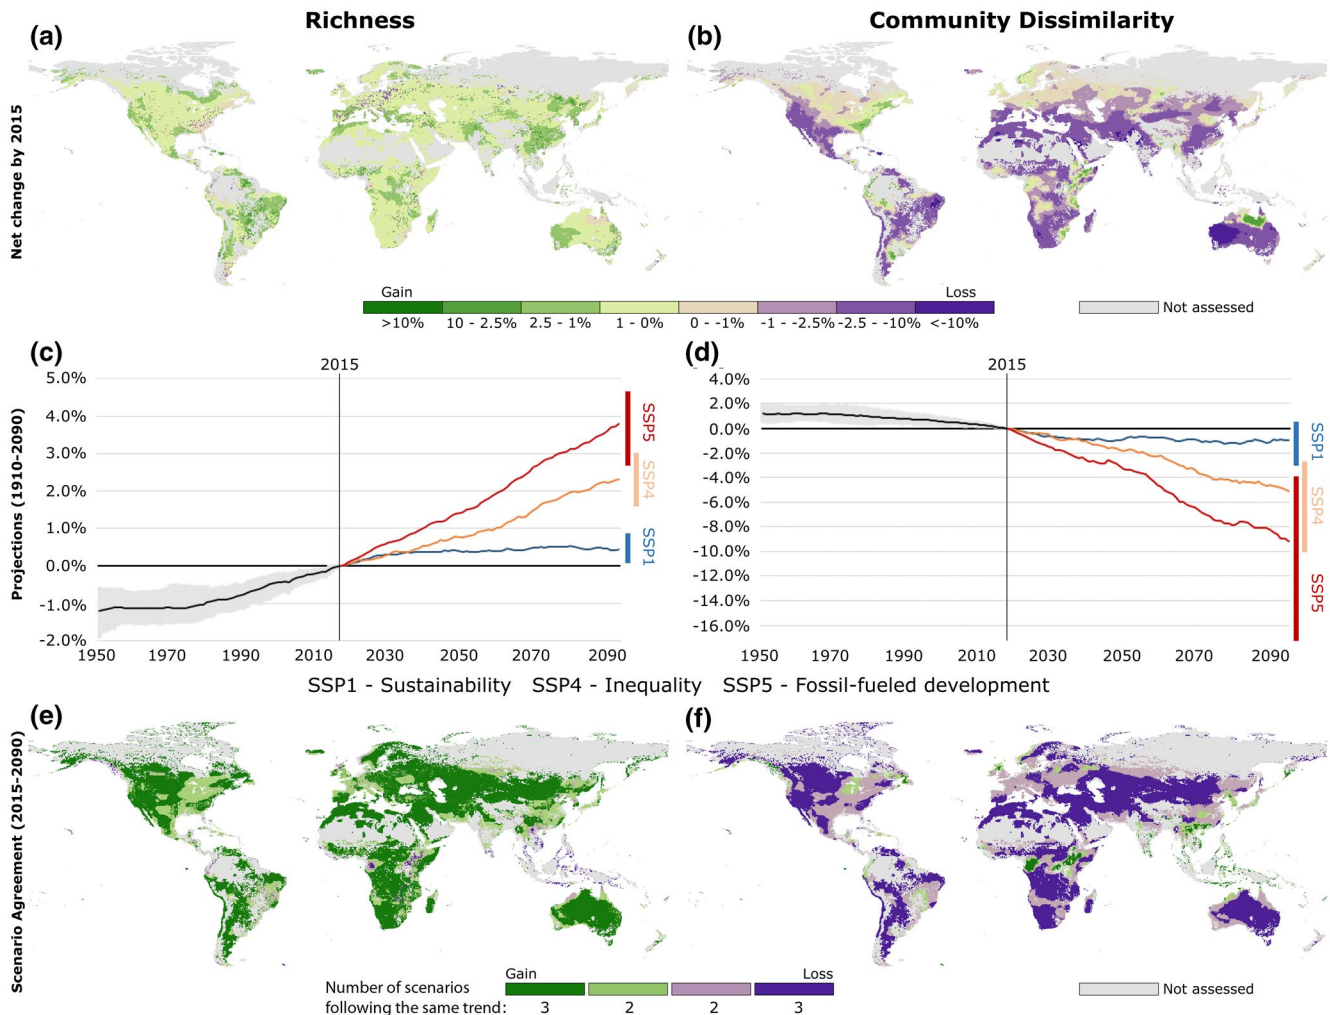 Richness
Community Dissimilarity
(a)
(b)
Net change by 2015
Gain
Loss
>10%
10 - 2.5%
2.5 - 1%
1 - 0%
0 - -1%
-1 - -2.5%
-2.5 - -10%
<-10%
Not assessed
(c)
(d)
Projections (1910-2090)
2015
5.0%
4.0%
3.0%
2.0%
1.0%
0.0%
-1.0%
-2.0%
1950
1970
1990
2010
2030
2050
2070
2090
SSP5
SSP4
SSP1
2015
4.0%
2.0%
0.0%
-2.0%
-4.0%
-6.0%
-8.0%
-10.0%
-12.0%
-14.0%
-16.0%
1950
1970
1990
2010
2030
2050
2070
2090
SSP1
SSP4
SSP5
SSP1 - Sustainability SSP4 - Inequality SSP5 - Fossil-fueled development
(e)
(f)
Scenario Agreement (2015-2090)
Gain
Loss
Number of scenarios
following the same trend:
3
2
2
3
Not assessed